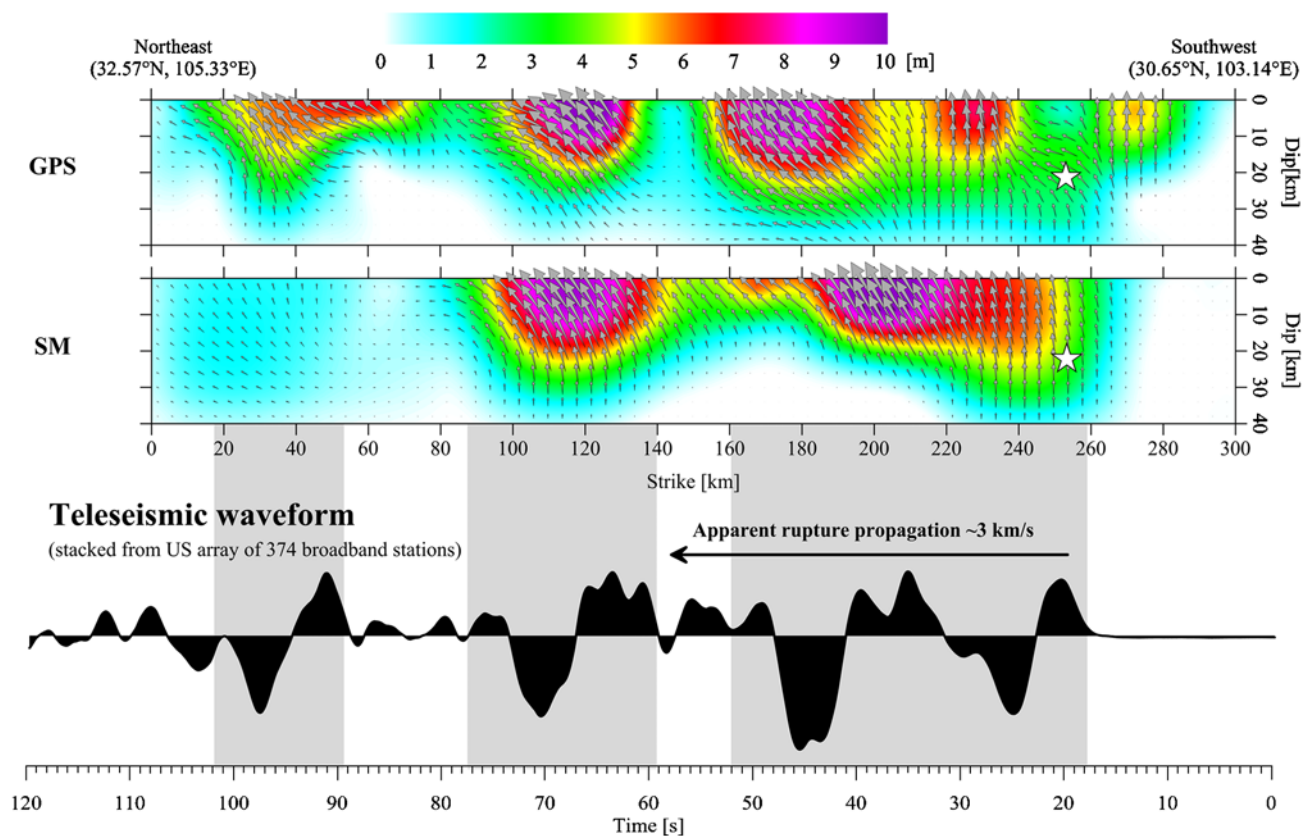 0 1 2 3 4 5 6 7 8 9 10 [m]
Northeast
(32.57°N, 105.33°E)
Southwest
(30.65°N, 103.14°E)
GPS
0
10
20
30
40
Dip[km]
SM
0
10
20
30
40
Dip [km]
0 20 40 60 80 100 120 140 160 180 200 220 240 260 280 300
Strike [km]
Teleseismic waveform
(stacked from US array of 374 broadband stations)
Apparent rupture propagation ~3 km/s
120 110 100 90 80 70 60 50 40 30 20 10 0
Time [s]